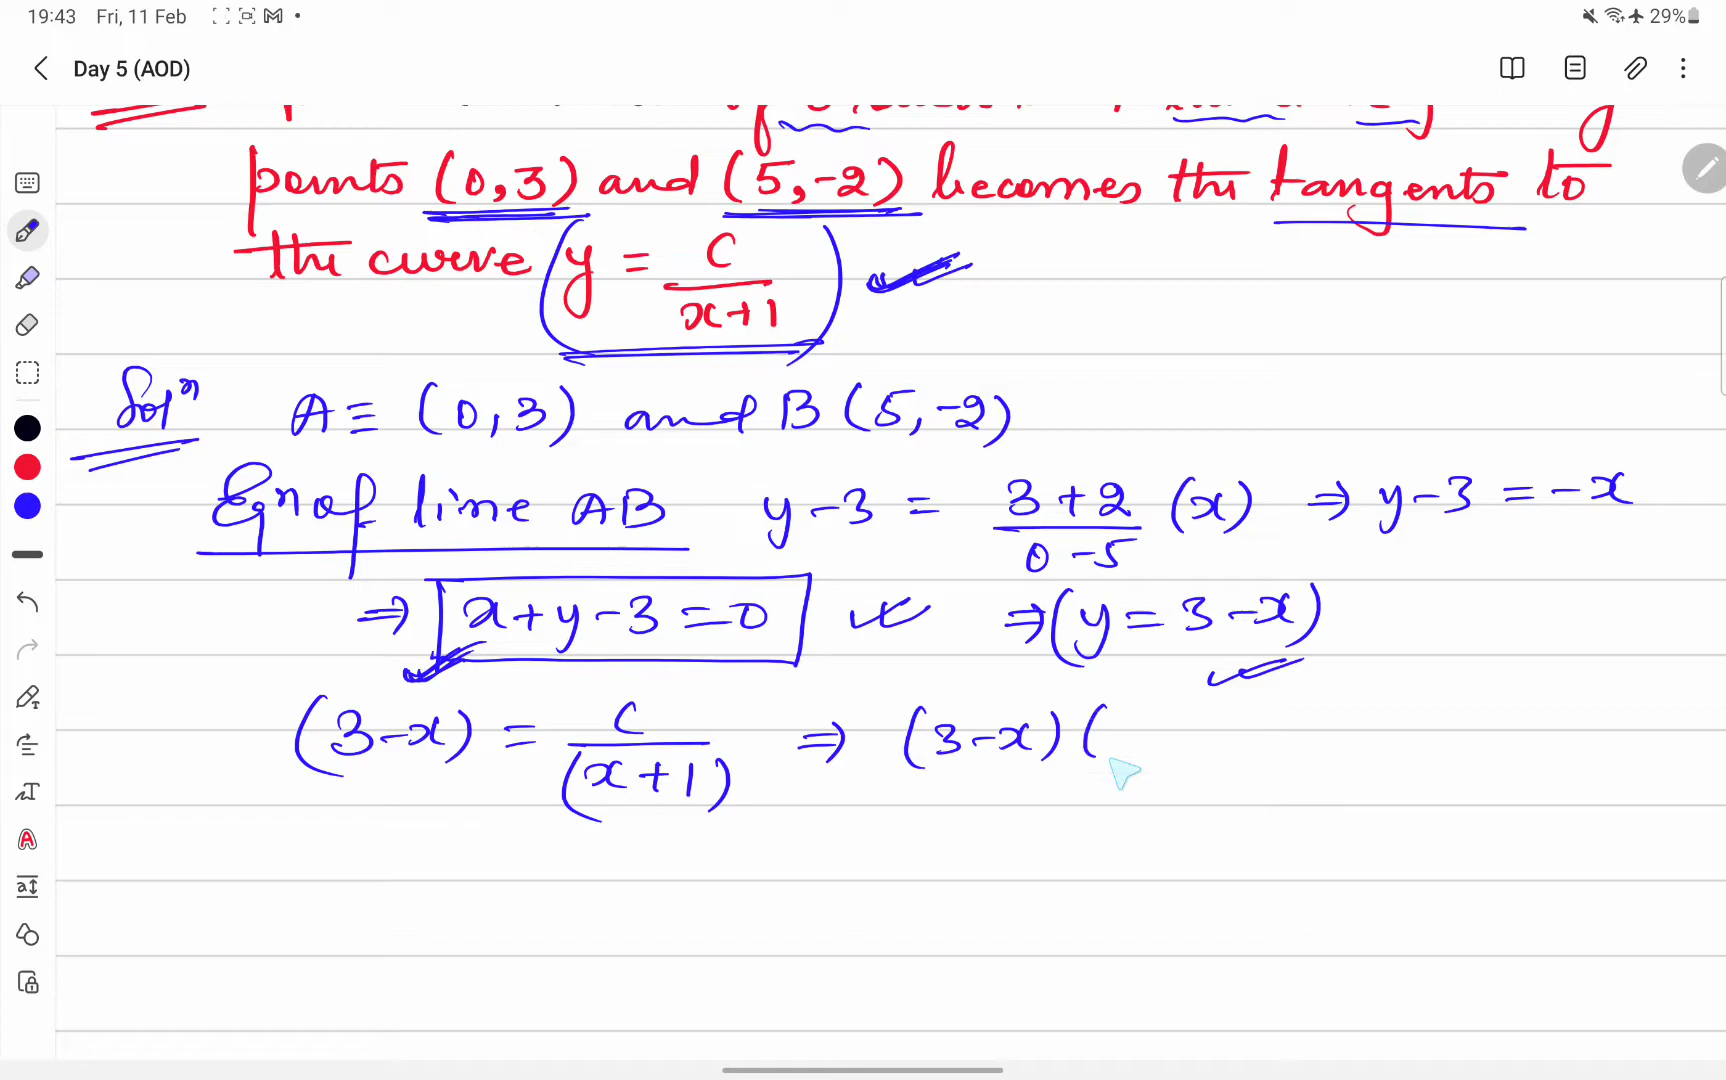 19:43 Fri, 11 Feb 29%
Day 5 (AOD)
points (0,3) and (5,-2) becomes the tangents to
the curve (y = c/(x+1))
Solⁿ A ≡ (0,3) and B (5,-2)
Eqn of line AB y-3 = (3+2)/(0-5) (x) ⇒ y-3 = -x
⇒ x+y-3=0 ⇒ (y = 3-x)
(3-x) = c/(x+1) ⇒ (3-x)(